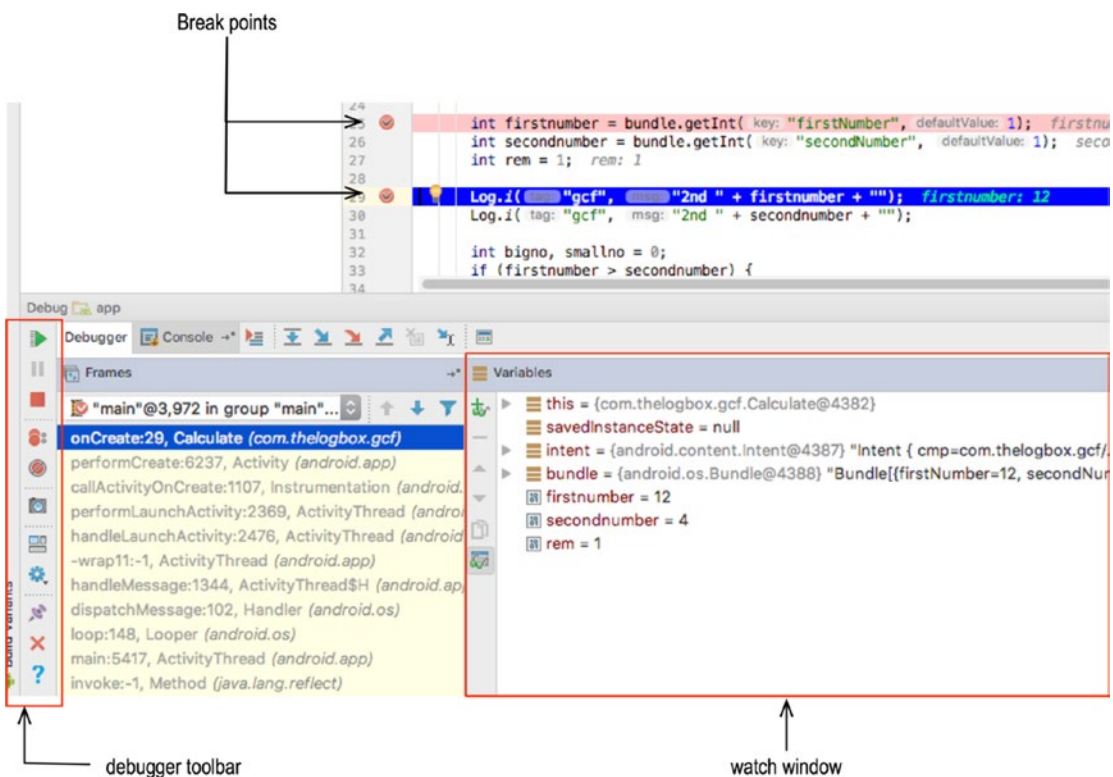 Break points
24
25 int firstnumber = bundle.getInt( key: "firstNumber", defaultValue: 1); firstnu
26 int secondnumber = bundle.getInt( key: "secondNumber", defaultValue: 1); seco
27 int rem = 1; rem: 1
28
29 Log.i( tag: "gcf", msg: "2nd " + firstnumber + ""); firstnumber: 12
30 Log.i( tag: "gcf", msg: "2nd " + secondnumber + "");
31
32 int bigno, smallno = 0;
33 if (firstnumber > secondnumber) {
34
Debug app
Debugger Console
Frames
"main"@3,972 in group "main"...
onCreate:29, Calculate (com.thelogbox.gcf)
performCreate:6237, Activity (android.app)
callActivityOnCreate:1107, Instrumentation (android.
performLaunchActivity:2369, ActivityThread (androi
handleLaunchActivity:2476, ActivityThread (android
-wrap11:-1, ActivityThread (android.app)
handleMessage:1344, ActivityThread$H (android.ap
dispatchMessage:102, Handler (android.os)
loop:148, Looper (android.os)
main:5417, ActivityThread (android.app)
invoke:-1, Method (java.lang.reflect)
Variables
this = {com.thelogbox.gcf.Calculate@4382}
savedInstanceState = null
intent = {android.content.Intent@4387} "Intent { cmp=com.thelogbox.gcf/.
bundle = {android.os.Bundle@4388} "Bundle[{firstNumber=12, secondNum
firstnumber = 12
secondnumber = 4
rem = 1
Build Variants
?
debugger toolbar
watch window